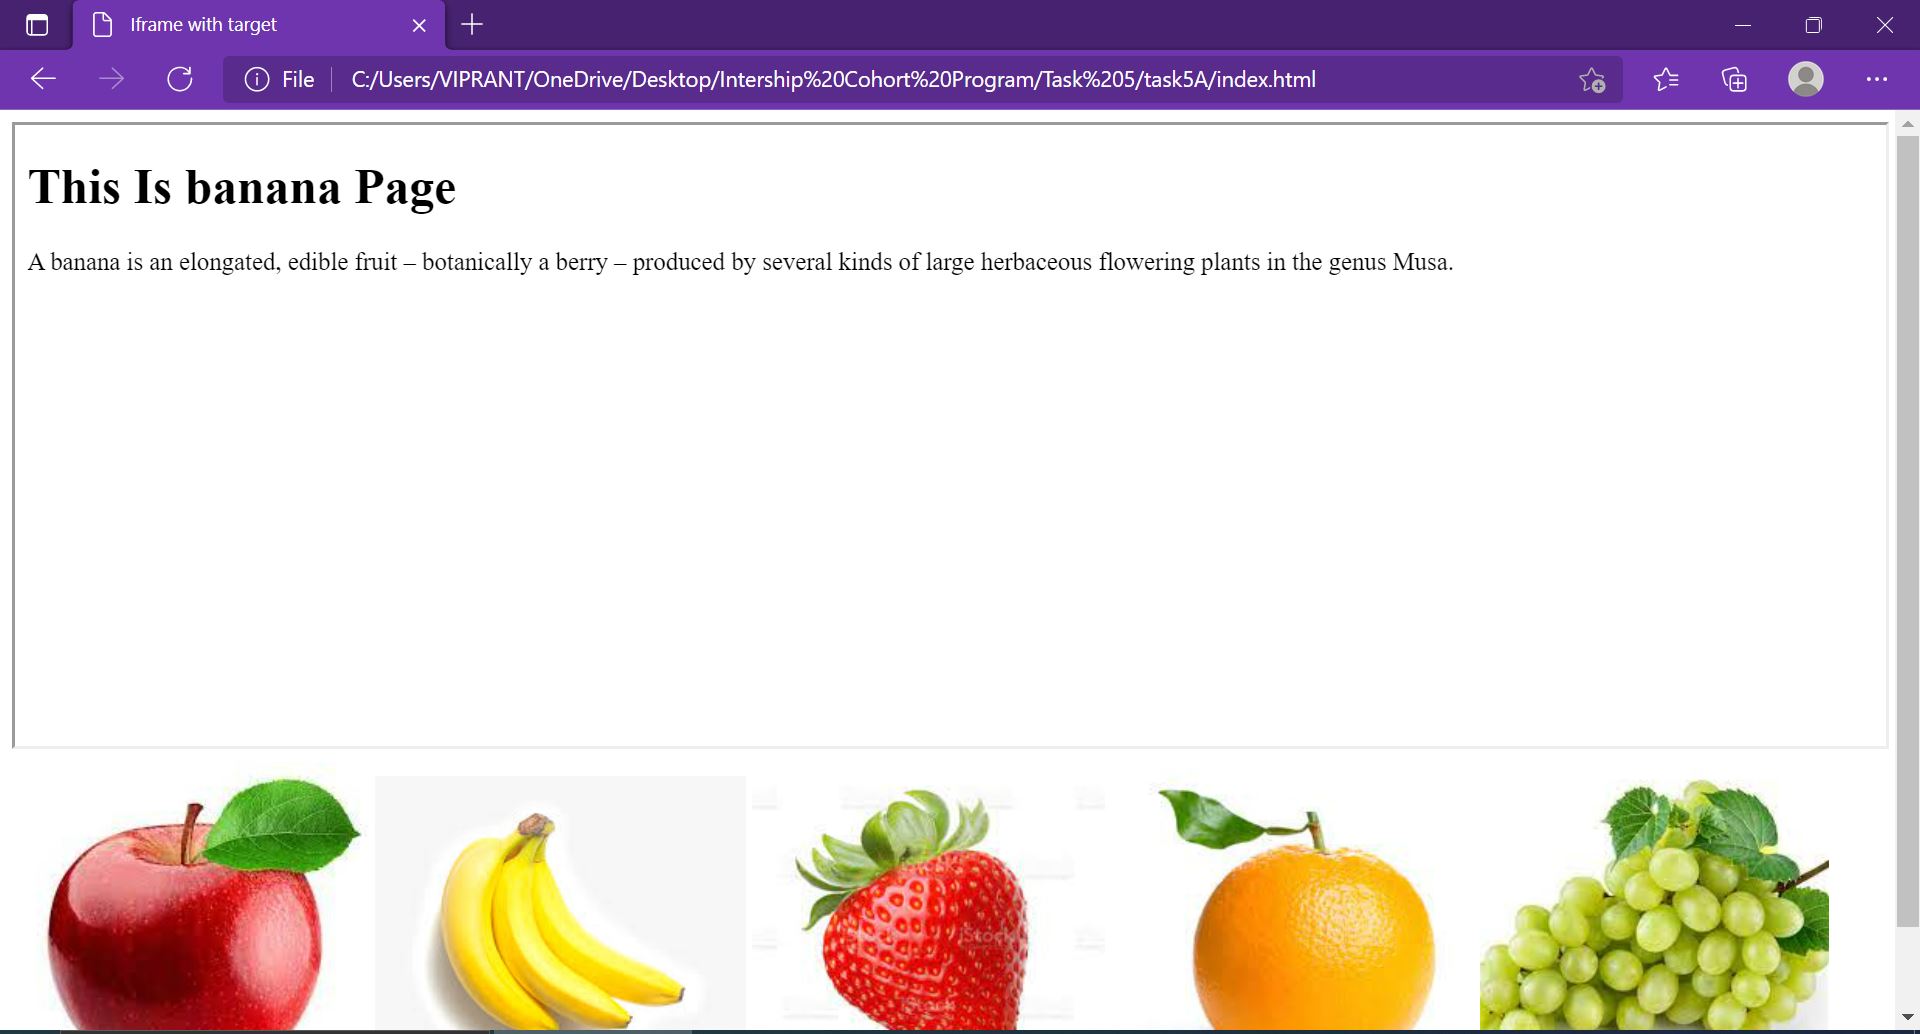 Iframe with target
File
C:/Users/VIPRANT/OneDrive/Desktop/Intership%20Cohort%20Program/Task%205/task5A/index.html
This Is banana Page
A banana is an elongated, edible fruit – botanically a berry – produced by several kinds of large herbaceous flowering plants in the genus Musa.
iStock
iStock